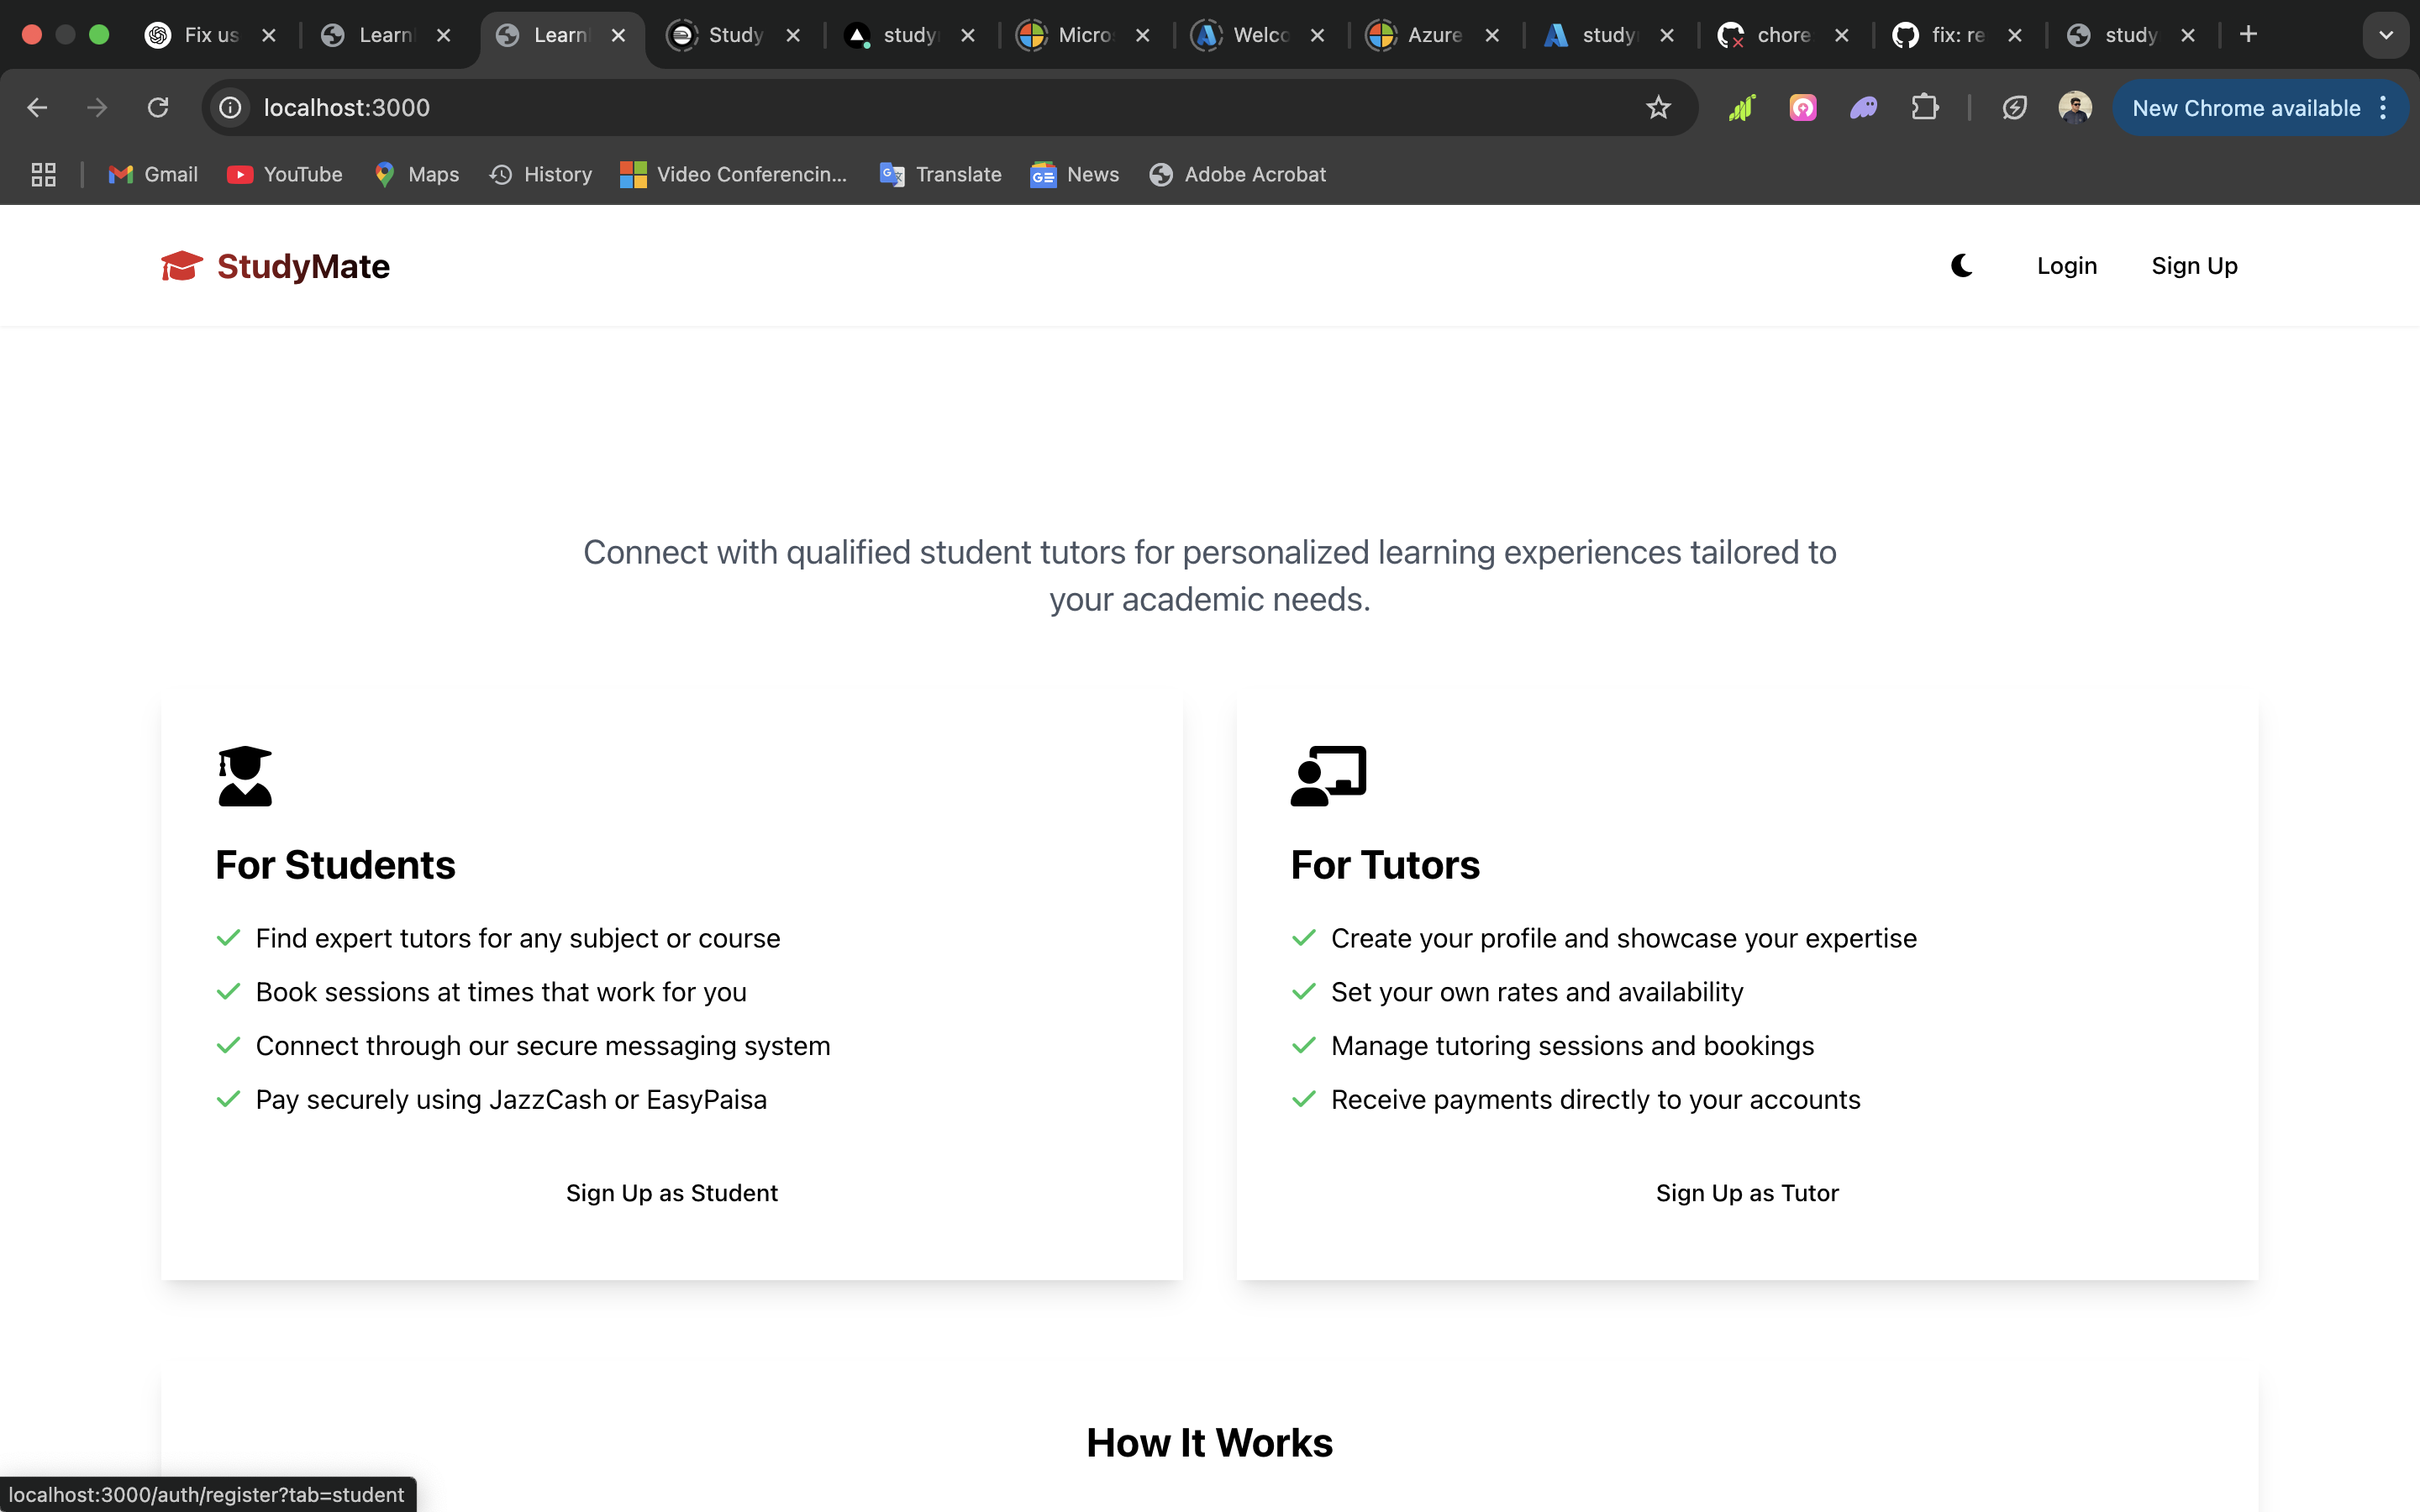 Fix us
Learn
Learn
Study
study
Micro
Welco
Azure
study
chore
fix: re
study
localhost:3000
New Chrome available
Gmail
YouTube
Maps
History
Video Conferencin...
Translate
News
Adobe Acrobat
StudyMate
Login
Sign Up
Connect with qualified student tutors for personalized learning experiences tailored to
your academic needs.
For Students
Find expert tutors for any subject or course
Book sessions at times that work for you
Connect through our secure messaging system
Pay securely using JazzCash or EasyPaisa
Sign Up as Student
For Tutors
Create your profile and showcase your expertise
Set your own rates and availability
Manage tutoring sessions and bookings
Receive payments directly to your accounts
Sign Up as Tutor
How It Works
localhost:3000/auth/register?tab=student